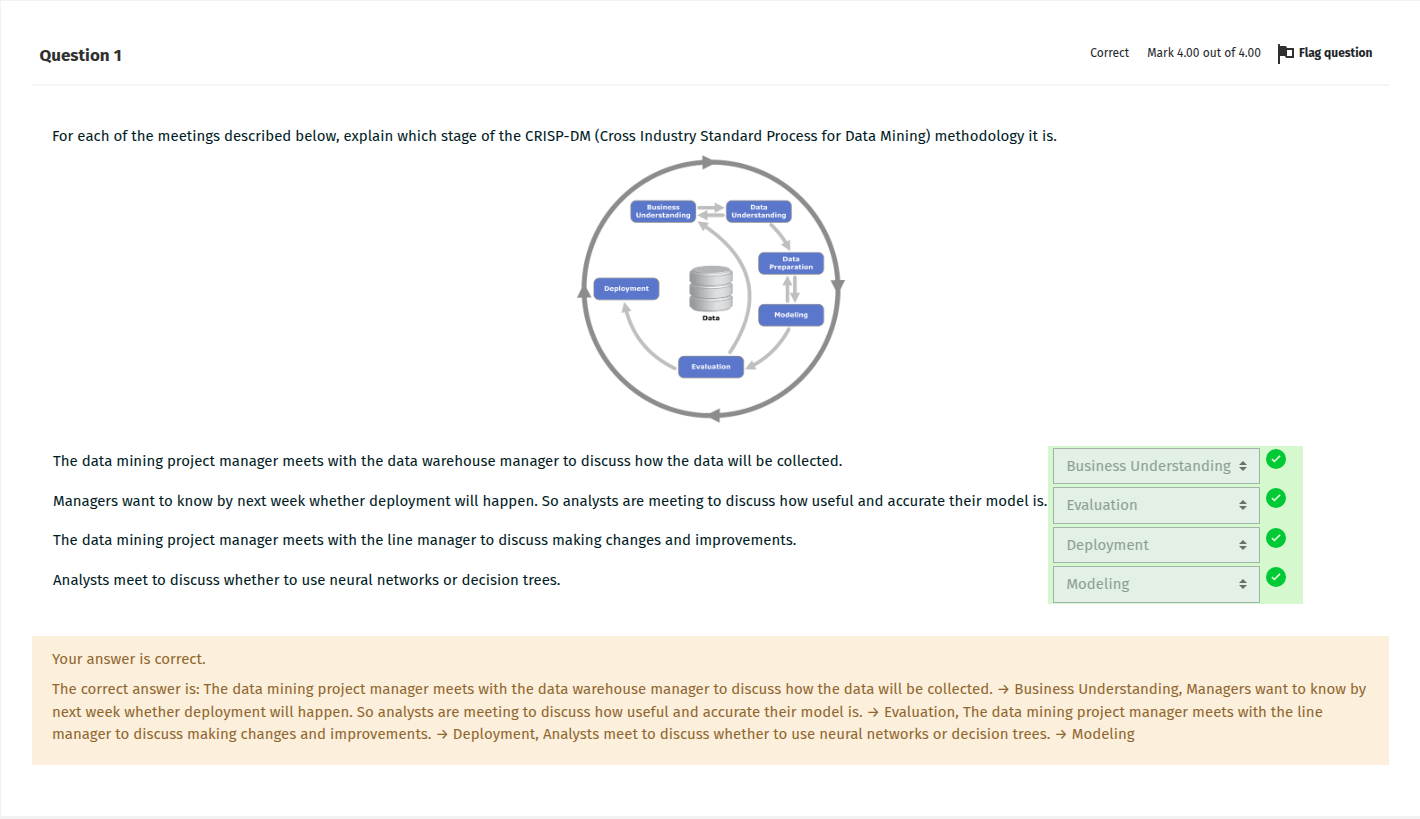 Question 1
Correct Mark 4.00 out of 4.00 Flag question
For each of the meetings described below, explain which stage of the CRISP-DM (Cross Industry Standard Process for Data Mining) methodology it is.
Business
Understanding
Data
Understanding
Data
Preparation
Deployment
Data
Modeling
Evaluation
The data mining project manager meets with the data warehouse manager to discuss how the data will be collected. Business Understanding
Managers want to know by next week whether deployment will happen. So analysts are meeting to discuss how useful and accurate their model is. Evaluation
The data mining project manager meets with the line manager to discuss making changes and improvements. Deployment
Analysts meet to discuss whether to use neural networks or decision trees. Modeling
Your answer is correct.
The correct answer is: The data mining project manager meets with the data warehouse manager to discuss how the data will be collected. → Business Understanding, Managers want to know by
next week whether deployment will happen. So analysts are meeting to discuss how useful and accurate their model is. → Evaluation, The data mining project manager meets with the line
manager to discuss making changes and improvements. → Deployment, Analysts meet to discuss whether to use neural networks or decision trees. → Modeling